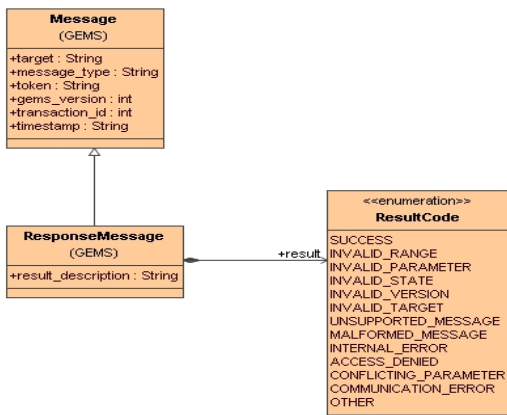 Message
(GEMS)
+target : String
+message_type : String
+token : String
+gems_version : int
+transaction_id : int
+timestamp : String
ResponseMessage
(GEMS)
+result_description : String
+result
<<enumeration>>
ResultCode
SUCCESS
INVALID_RANGE
INVALID_PARAMETER
INVALID_STATE
INVALID_VERSION
INVALID_TARGET
UNSUPPORTED_MESSAGE
MALFORMED_MESSAGE
INTERNAL_ERROR
ACCESS_DENIED
CONFLICTING_PARAMETER
COMMUNICATION_ERROR
OTHER